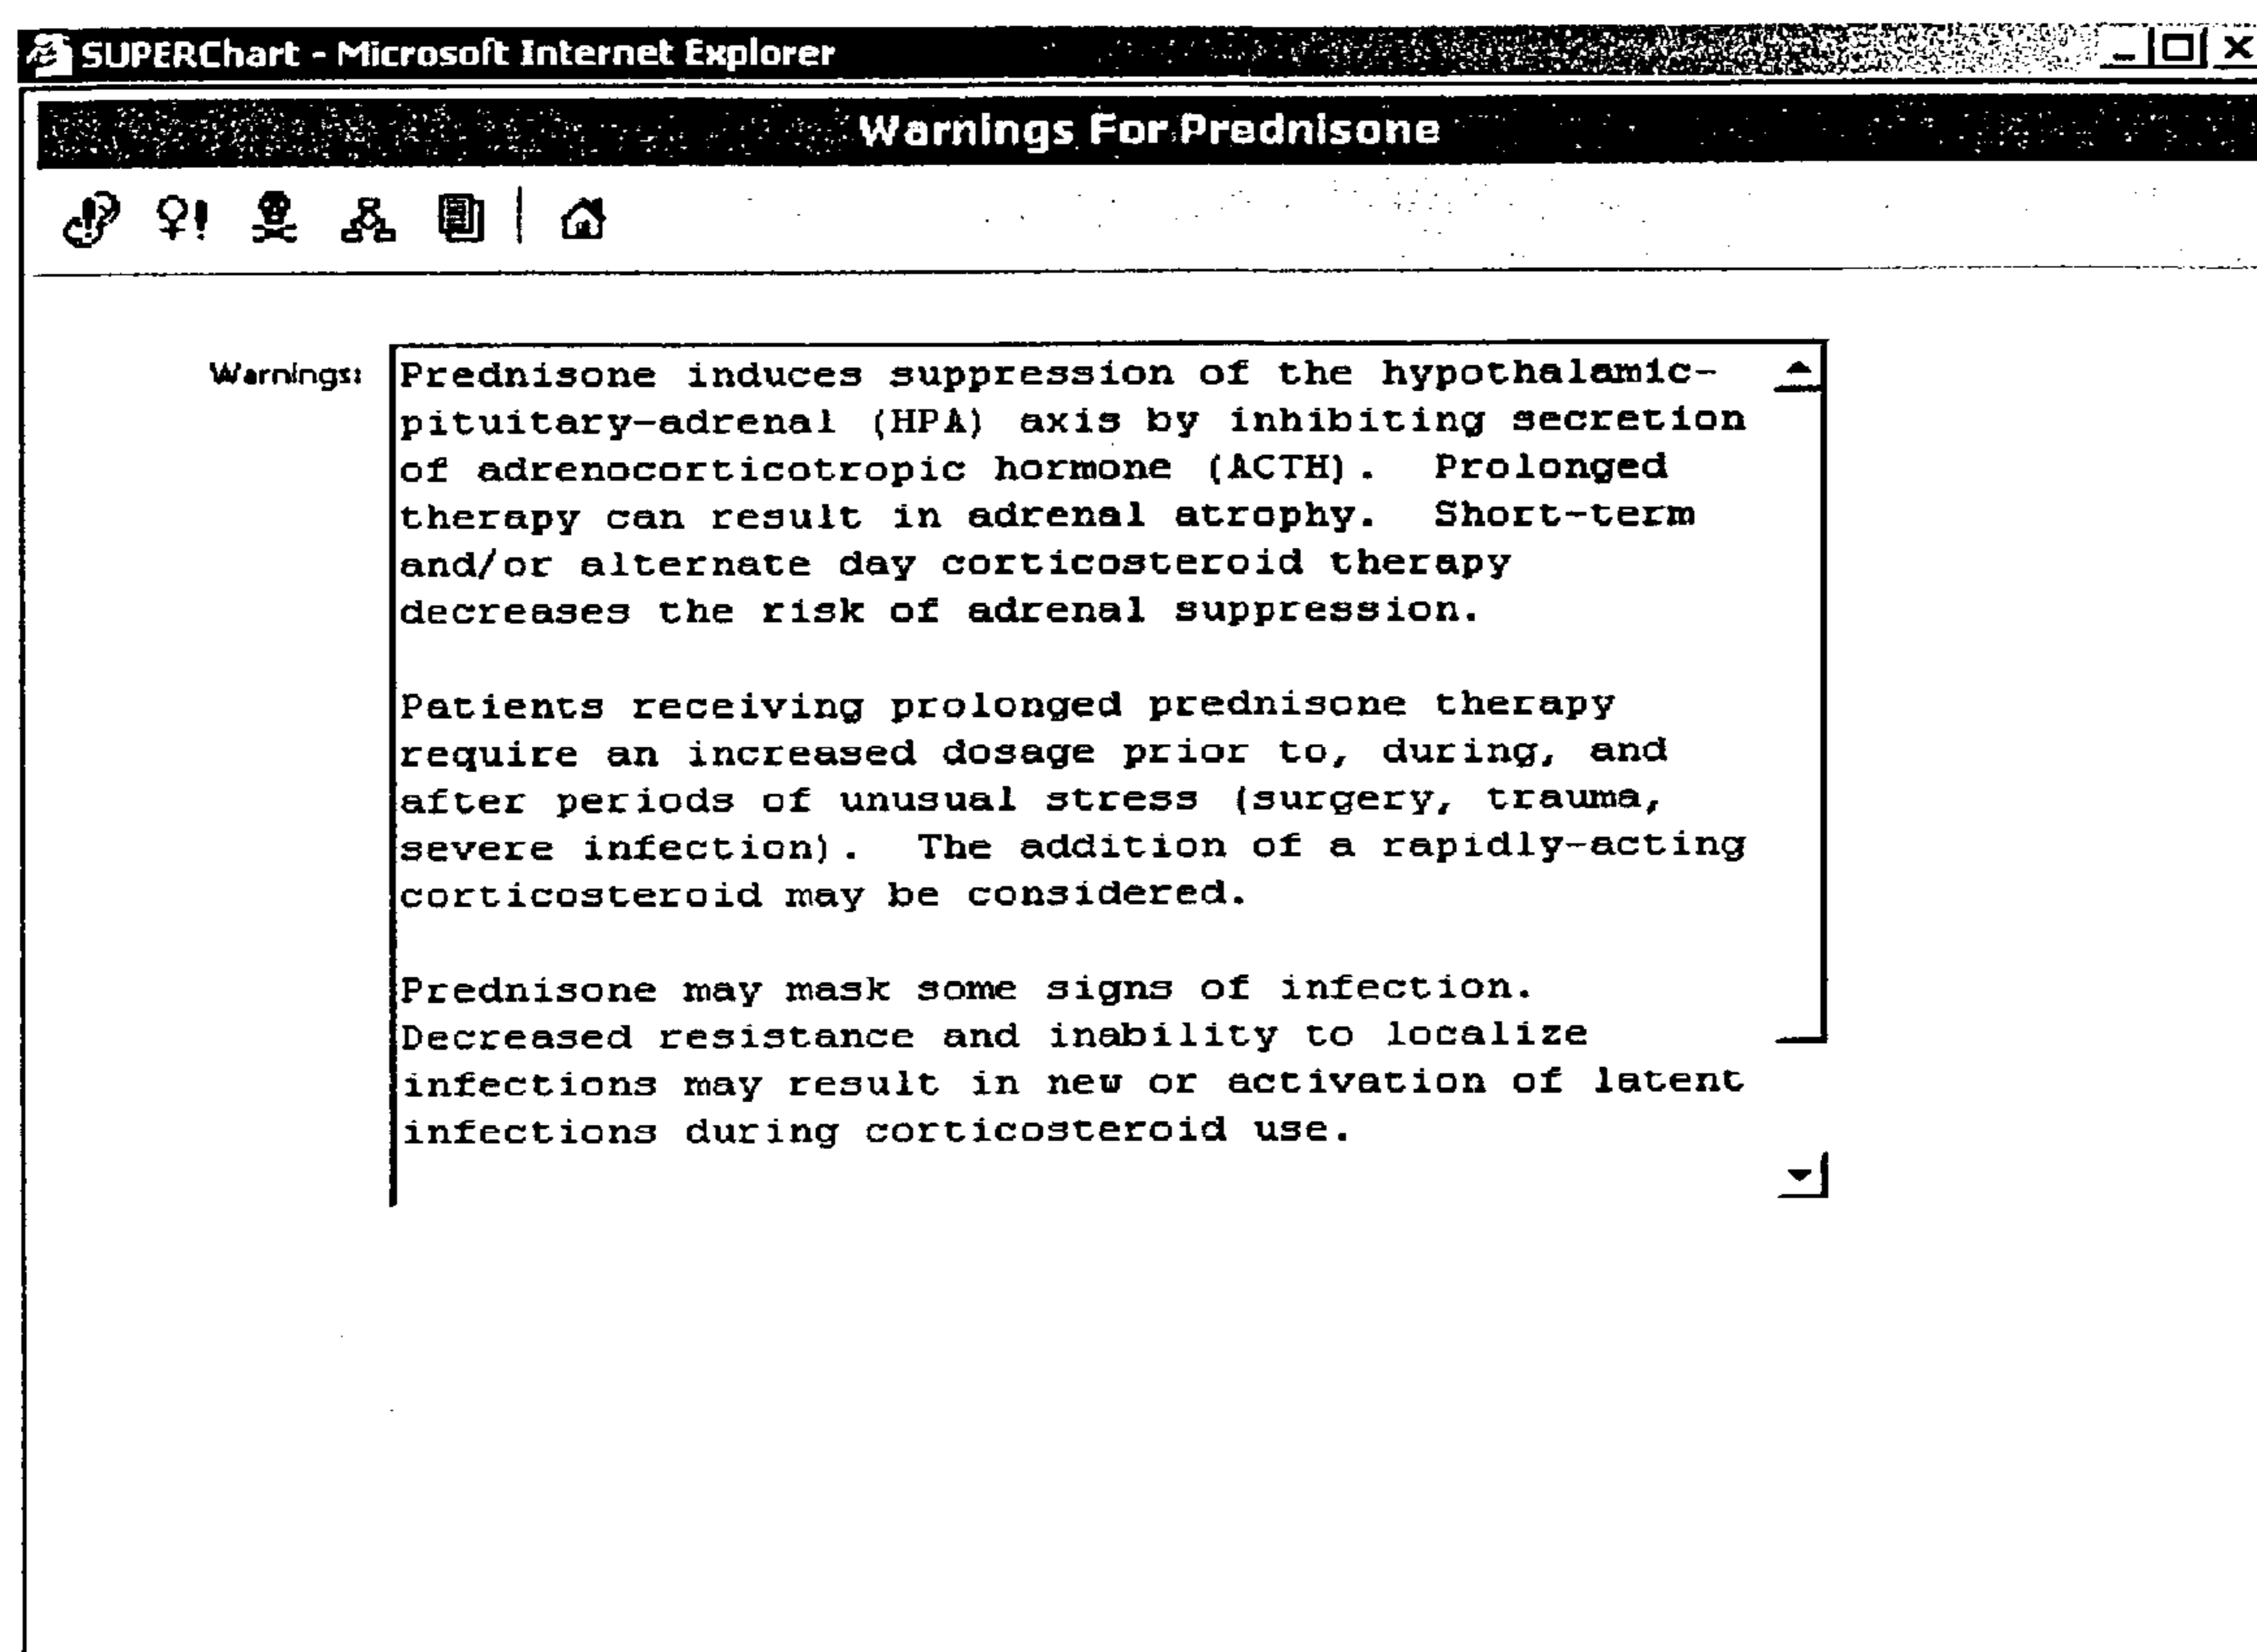 SUPERChart - Microsoft Internet Explorer
Warnings For Prednisone
Warnings:
Prednisone induces suppression of the hypothalamic-
pituitary-adrenal (HPA) axis by inhibiting secretion
of adrenocorticotropic hormone (ACTH).  Prolonged
therapy can result in adrenal atrophy.  Short-term
and/or alternate day corticosteroid therapy
decreases the risk of adrenal suppression.
Patients receiving prolonged prednisone therapy
require an increased dosage prior to, during, and
after periods of unusual stress (surgery, trauma,
severe infection).  The addition of a rapidly-acting
corticosteroid may be considered.
Prednisone may mask some signs of infection.
Decreased resistance and inability to localize
infections may result in new or activation of latent
infections during corticosteroid use.